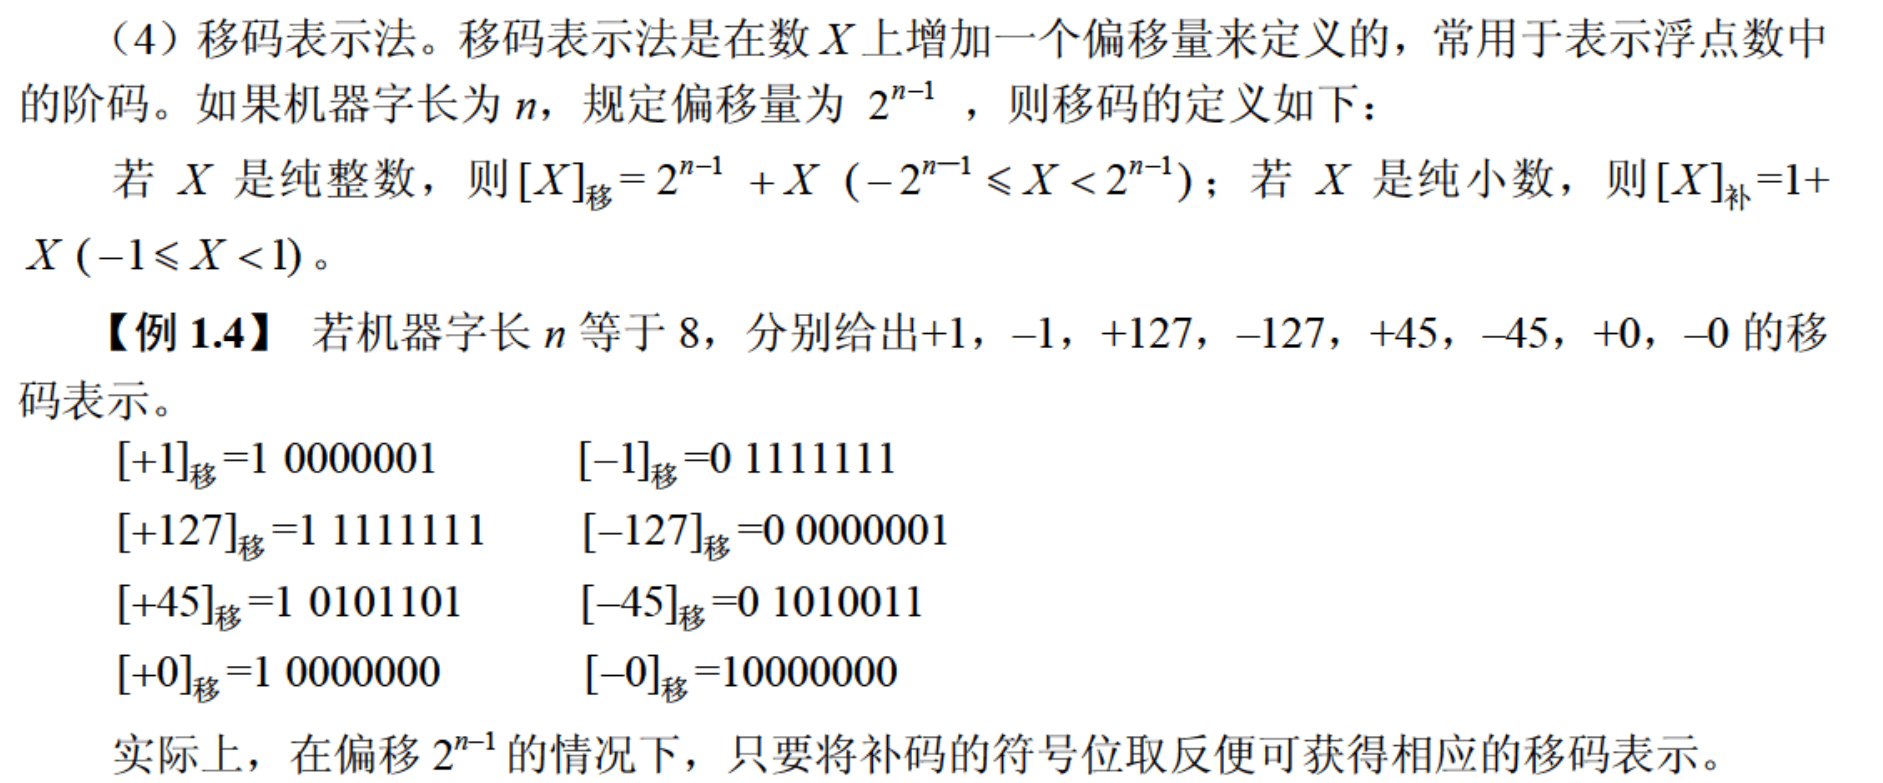 （4）移码表示法。移码表示法是在数 X 上增加一个偏移量来定义的，常用于表示浮点数中
的阶码。如果机器字长为 n，规定偏移量为 2^{n−1} ，则移码的定义如下：
若 X 是纯整数，则[X]移 = 2^{n−1} + X (−2^{n−1} ⩽ X < 2^{n−1})；若 X 是纯小数，则[X]补=1+
X (−1⩽ X < 1)。
【例 1.4】 若机器字长 n 等于 8，分别给出+1，–1，+127，–127，+45，–45，+0，–0 的移
码表示。
[+1]移=1 0000001 [–1]移=0 1111111
[+127]移=1 1111111 [–127]移=0 0000001
[+45]移=1 0101101 [–45]移=0 1010011
[+0]移=1 0000000 [–0]移=10000000
实际上，在偏移 2^{n−1} 的情况下，只要将补码的符号位取反便可获得相应的移码表示。